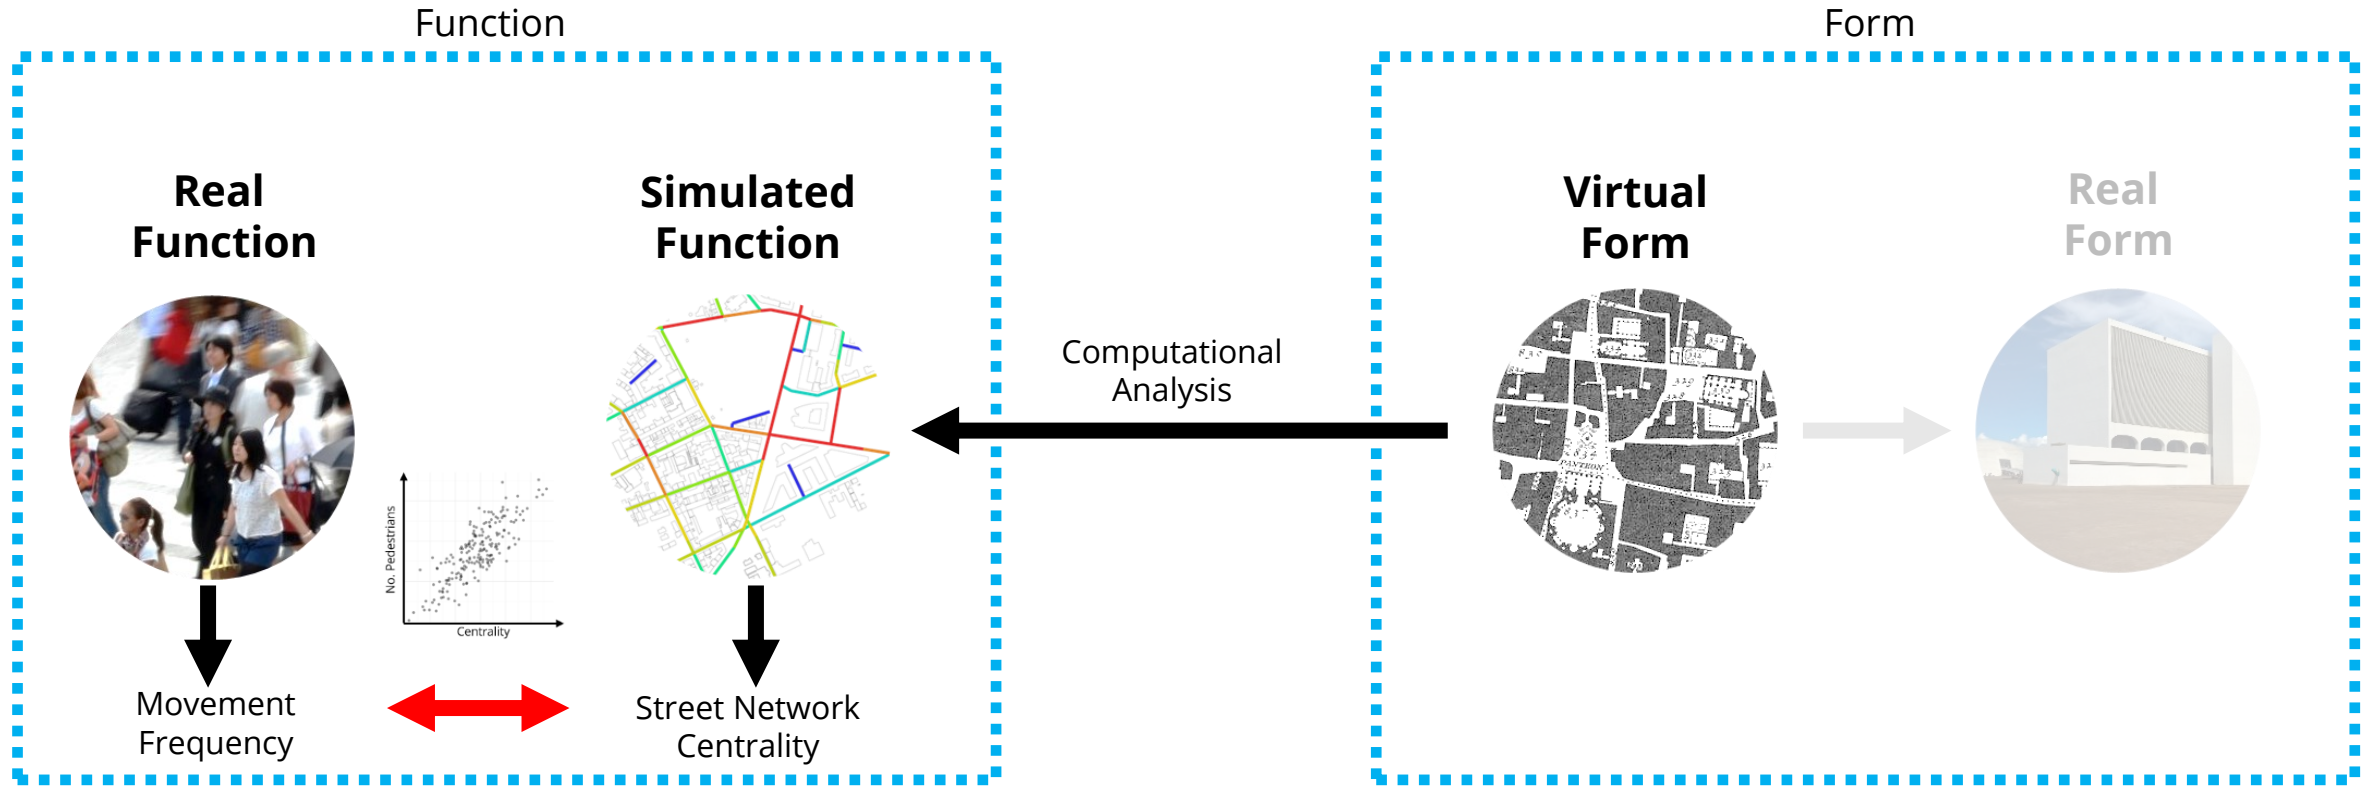 Function
Form
Real
Function
Simulated
Function
Virtual
Form
Real
Form
Computational
Analysis
No. Pedestrians
Centrality
PANTEON
Movement
Frequency
Street Network
Centrality